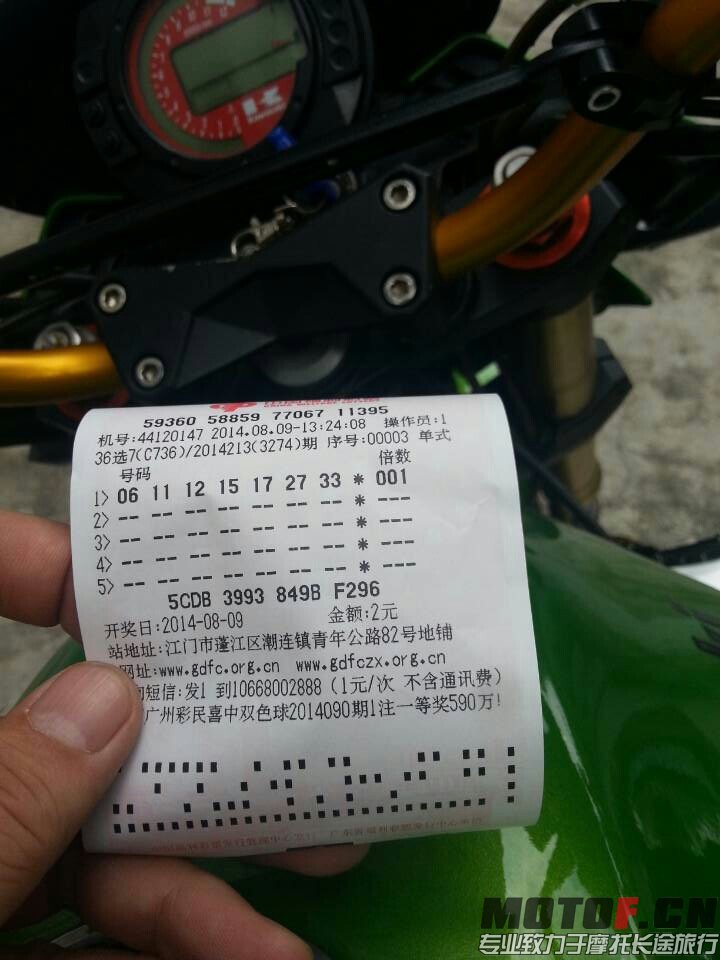 59360 58859 77067 11395
机号:44120147 2014.08.09-13:24:08 操作员:1
36选7(C736)/2014213(3274)期 序号:00003 单式
号码 倍数
1> 06 11 12 15 17 27 33 * 001
2> -- -- -- -- -- -- -- * ---
3> -- -- -- -- -- -- -- * ---
4> -- -- -- -- -- -- -- * ---
5> -- -- -- -- -- -- -- * ---
5CDB 3993 849B F296
开奖日:2014-08-09 金额:2元
站地址:江门市蓬江区潮连镇青年公路82号地铺
网址:www.gdfc.org.cn www.gdfczx.org.cn
短信:发1 到10668002888 (1元/次 不含通讯费)
广州彩民喜中双色球2014090期1注一等奖590万!
MOTOF.CN
专业致力于摩托长途旅行